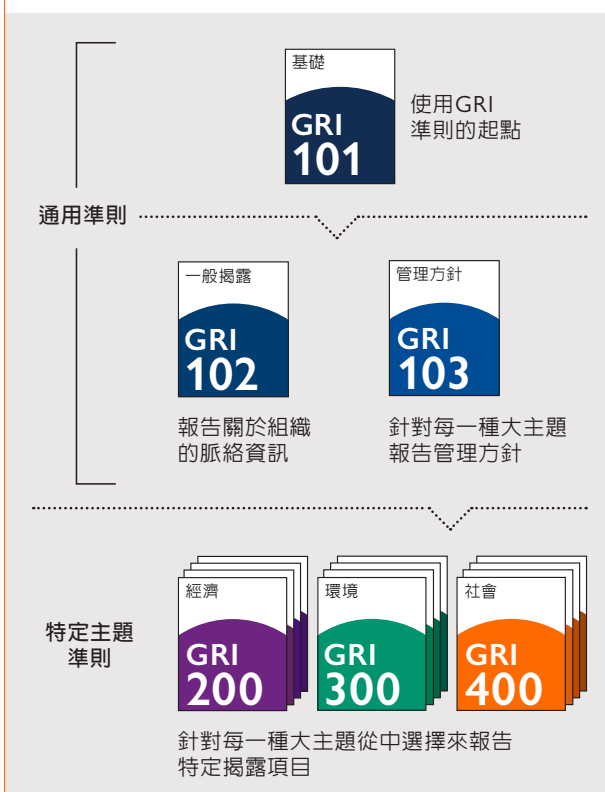 基礎
GRI
101
使用GRI
準則的起點
通用準則
一般揭露
GRI
102
報告關於組織
的脈絡資訊
管理方針
GRI
103
針對每一種大主題
報告管理方針
特定主題
準則
經濟
GRI
200
環境
GRI
300
社會
GRI
400
針對每一種大主題從中選擇來報告
特定揭露項目